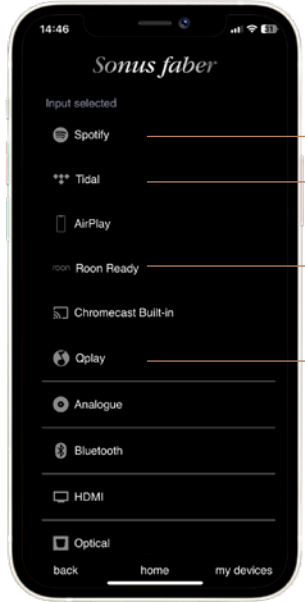 14:46
31
Sonus faber
Input selected
Spotify
Tidal
AirPlay
roon Roon Ready
Chromecast Built-in
Qplay
Analogue
Bluetooth
HDMI
Optical
back home my devices